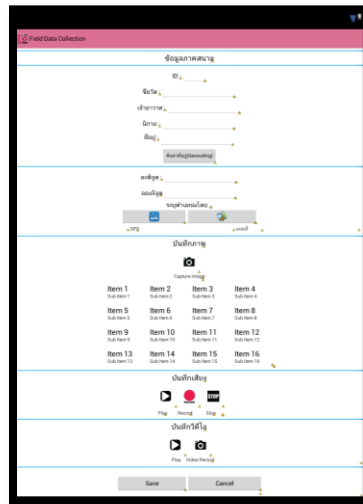 Field Data Collection
ข้อมูลภาคสนาม
ID :
ชื่อวัด :
เจ้าอาวาส :
นิกาย :
ที่อยู่ :
ค้นหาที่อยู่(Geocoding)
ละติจูด :
ลองจิจูด
ระบุตำแหน่งโดย :
GPS แผนที่
บันทึกภาพ
Capture Image
Item 1 Item 2 Item 3 Item 4
Sub Item 1 Sub Item 2 Sub Item 3 Sub Item 4
Item 5 Item 6 Item 7 Item 8
Sub Item 5 Sub Item 6 Sub Item 7 Sub Item 8
Item 9 Item 10 Item 11 Item 12
Sub Item 9 Sub Item 10 Sub Item 11 Sub Item 12
Item 13 Item 14 Item 15 Item 16
Sub Item 13 Sub Item 14 Sub Item 15 Sub Item 16
บันทึกเสียง
STOP
Play Record Stop
บันทึกวีดีโอ
Play Video Record
Save Cancel